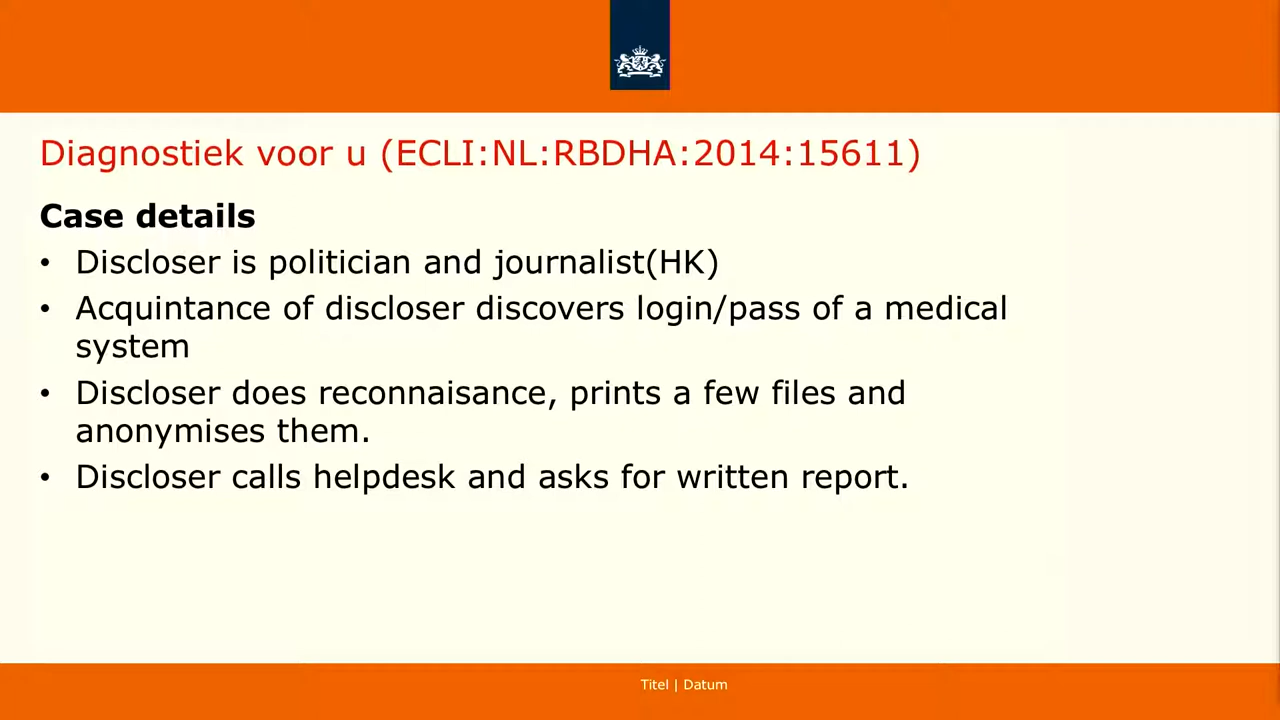 Diagnostiek voor u (ECLI:NL:RBDHA:2014:15611)
Case details
• Discloser is politician and journalist(HK)
• Acquintance of discloser discovers login/pass of a medical
system
• Discloser does reconnaisance, prints a few files and
anonymises them.
• Discloser calls helpdesk and asks for written report.
Titel | Datum